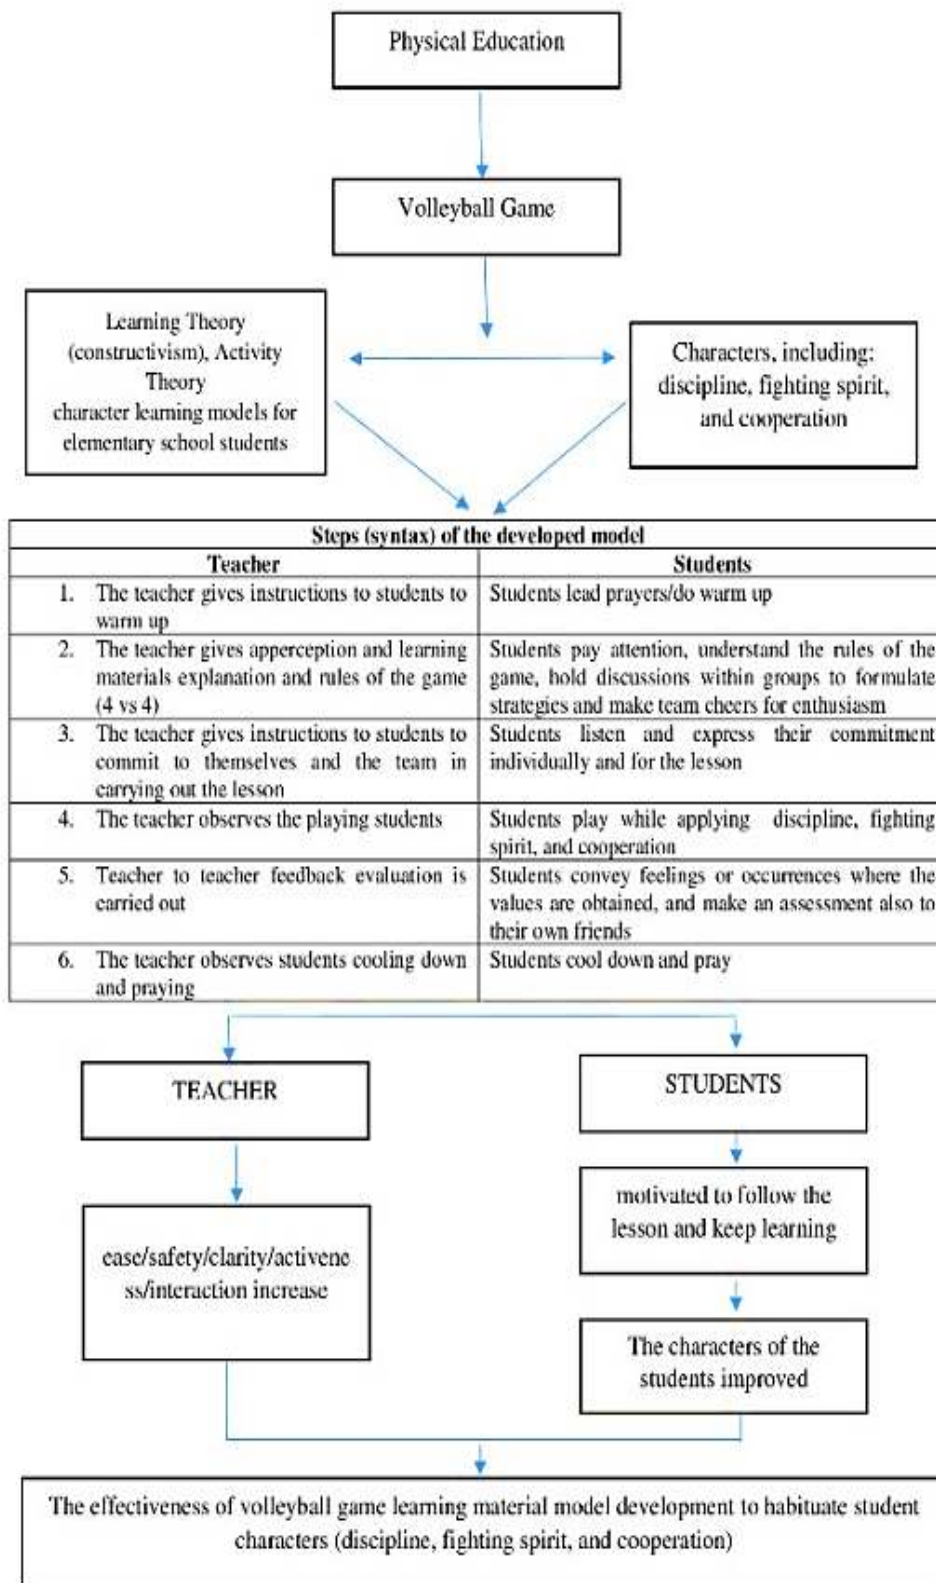 Physical Education
Volleyball Game
Learning Theory
(constructivism), Activity
Theory
character learning models for
elementary school students
Characters, including:
discipline, fighting spirit,
and cooperation
Steps (syntax) of the developed model
Teacher
Students
1. The teacher gives instructions to students to
warm up
Students lead prayers/do warm up
2. The teacher gives apperception and learning
materials explanation and rules of the game
(4 vs 4)
Students pay attention, understand the rules of the
game, hold discussions within groups to formulate
strategies and make team cheers for enthusiasm
3. The teacher gives instructions to students to
commit to themselves and the team in
carrying out the lesson
Students listen and express their commitment
individually and for the lesson
4. The teacher observes the playing students
Students play while applying discipline, fighting
spirit, and cooperation
5. Teacher to teacher feedback evaluation is
carried out
Students convey feelings or occurrences where the
values are obtained, and make an assessment also to
their own friends
6. The teacher observes students cooling down
and praying
Students cool down and pray
TEACHER
STUDENTS
ease/safety/clarity/activene
ss/interaction increase
motivated to follow the
lesson and keep learning
The characters of the
students improved
The effectiveness of volleyball game learning material model development to habituate student
characters (discipline, fighting spirit, and cooperation)